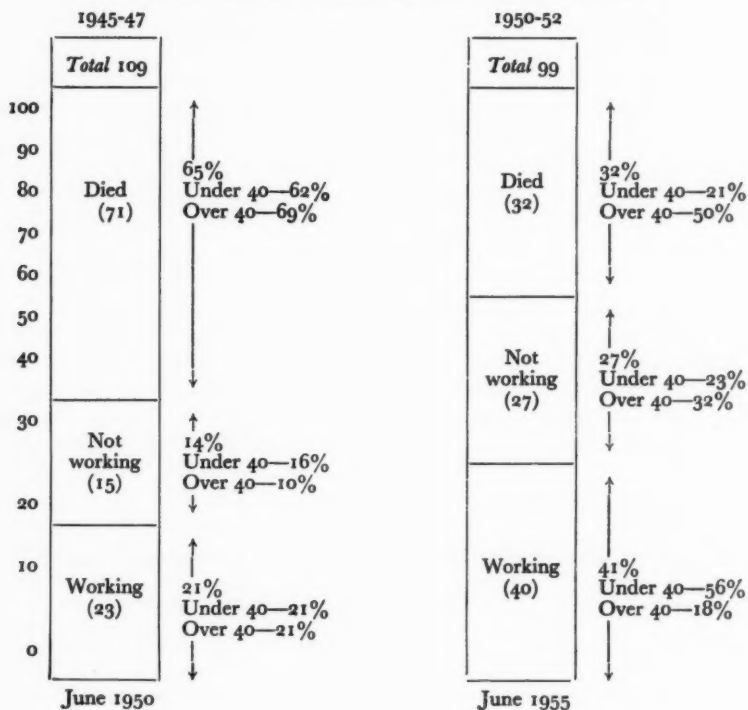 1945-47
Total 109
100
90
80
70
60
50
40
30
20
10
0
Died
(71)
65%
Under 40—62%
Over 40—69%
Not
working
(15)
14%
Under 40—16%
Over 40—10%
Working
(23)
21%
Under 40—21%
Over 40—21%
June 1950
1950-52
Total 99
Died
(32)
32%
Under 40—21%
Over 40—50%
Not
working
(27)
27%
Under 40—23%
Over 40—32%
Working
(40)
41%
Under 40—56%
Over 40—18%
June 1955